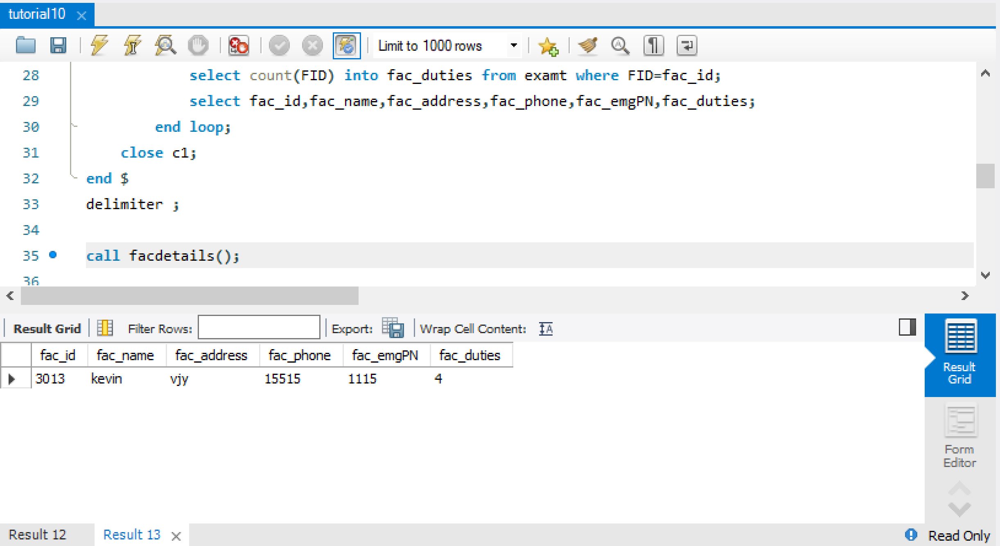 tutorial10
Limit to 1000 rows
28 select count(FID) into fac_duties from examt where FID=fac_id;
29 select fac_id,fac_name,fac_address,fac_phone,fac_emgPN,fac_duties;
30 end loop;
31 close c1;
32 end $
33 delimiter ;
34
35 call facdetails();
36
Result Grid Filter Rows: Export: Wrap Cell Content:
fac_id fac_name fac_address fac_phone fac_emgPN fac_duties
3013 kevin vjy 15515 1115 4
Result
Grid
Form
Editor
Result 12 Result 13 Read Only